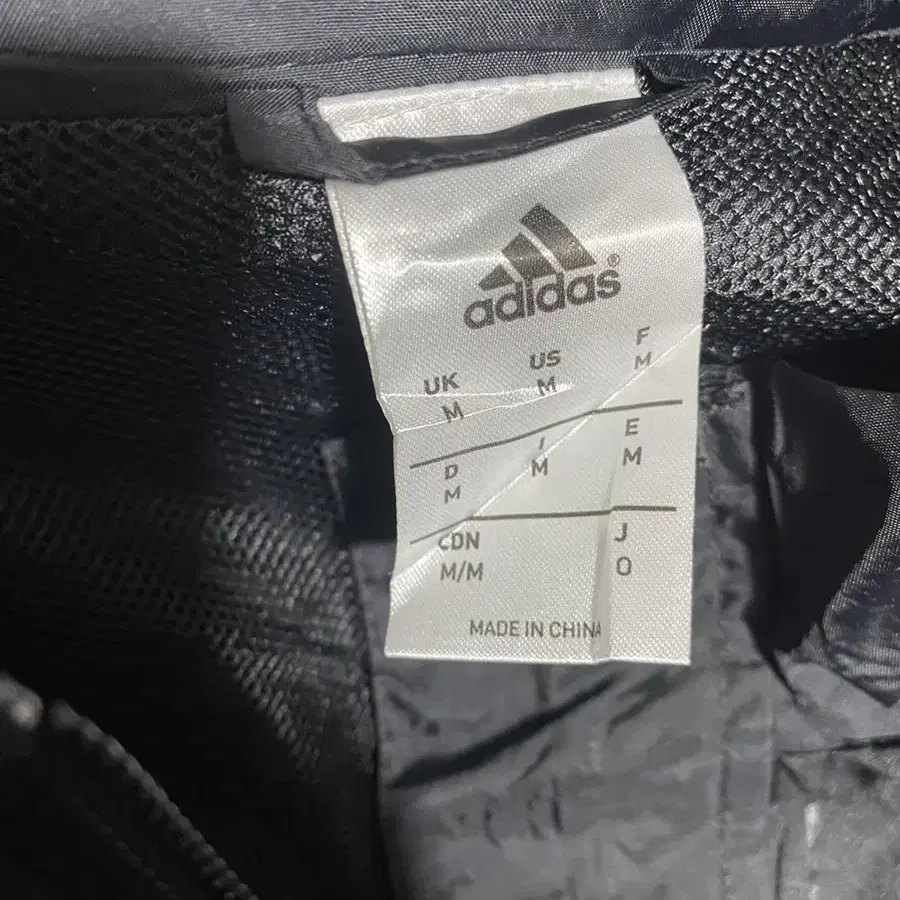 adidas®
UK US F
M M M
D I E
M M M
CDN J
M/M O
MADE IN CHINA